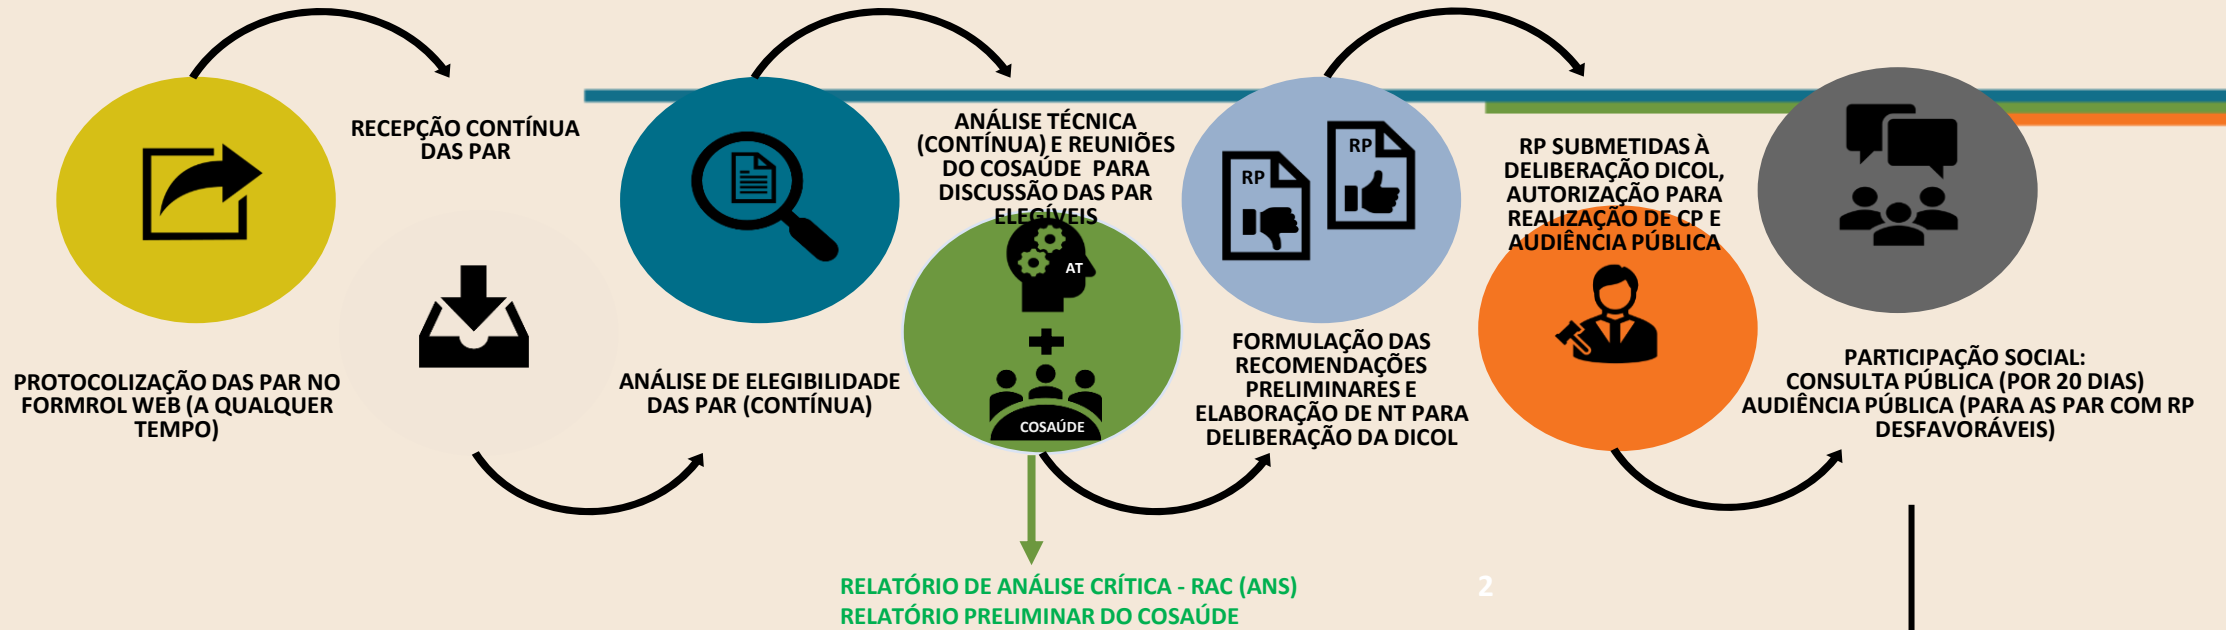 PROTOCOLIZAÇÃO DAS PAR NO
FORMROL WEB (A QUALQUER
TEMPO)
RECEPÇÃO CONTÍNUA
DAS PAR
ANÁLISE DE ELEGIBILIDADE
DAS PAR (CONTÍNUA)
ANÁLISE TÉCNICA
(CONTÍNUA) E REUNIÕES
DO COSAÚDE PARA
DISCUSSÃO DAS PAR
ELEGÍVEIS
AT
COSAÚDE
RELATÓRIO DE ANÁLISE CRÍTICA - RAC (ANS)
RELATÓRIO PRELIMINAR DO COSAÚDE
RP
RP
FORMULAÇÃO DAS
RECOMENDAÇÕES
PRELIMINARES E
ELABORAÇÃO DE NT PARA
DELIBERAÇÃO DA DICOL
RP SUBMETIDAS À
DELIBERAÇÃO DICOL,
AUTORIZAÇÃO PARA
REALIZAÇÃO DE CP E
AUDIÊNCIA PÚBLICA
PARTICIPAÇÃO SOCIAL:
CONSULTA PÚBLICA (POR 20 DIAS)
AUDIÊNCIA PÚBLICA (PARA AS PAR COM RP
DESFAVORÁVEIS)
2